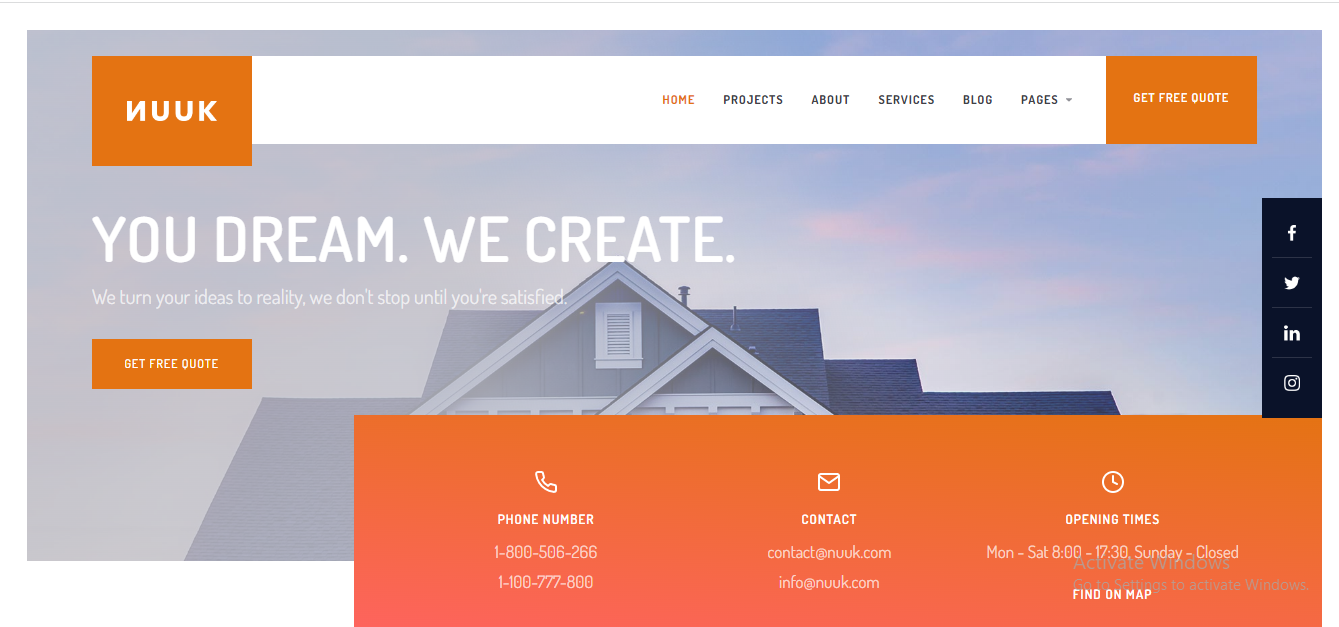 NUUK
HOME PROJECTS ABOUT SERVICES BLOG PAGES
GET FREE QUOTE
YOU DREAM. WE CREATE.
We turn your ideas to reality, we don't stop until you're satisfied.
GET FREE QUOTE
PHONE NUMBER
1-800-506-266
1-100-777-800
CONTACT
contact@nuuk.com
info@nuuk.com
OPENING TIMES
Mon – Sat 8:00 – 17:30, Sunday – Closed
FIND ON MAP
Activate Windows
Go to Settings to activate Windows.